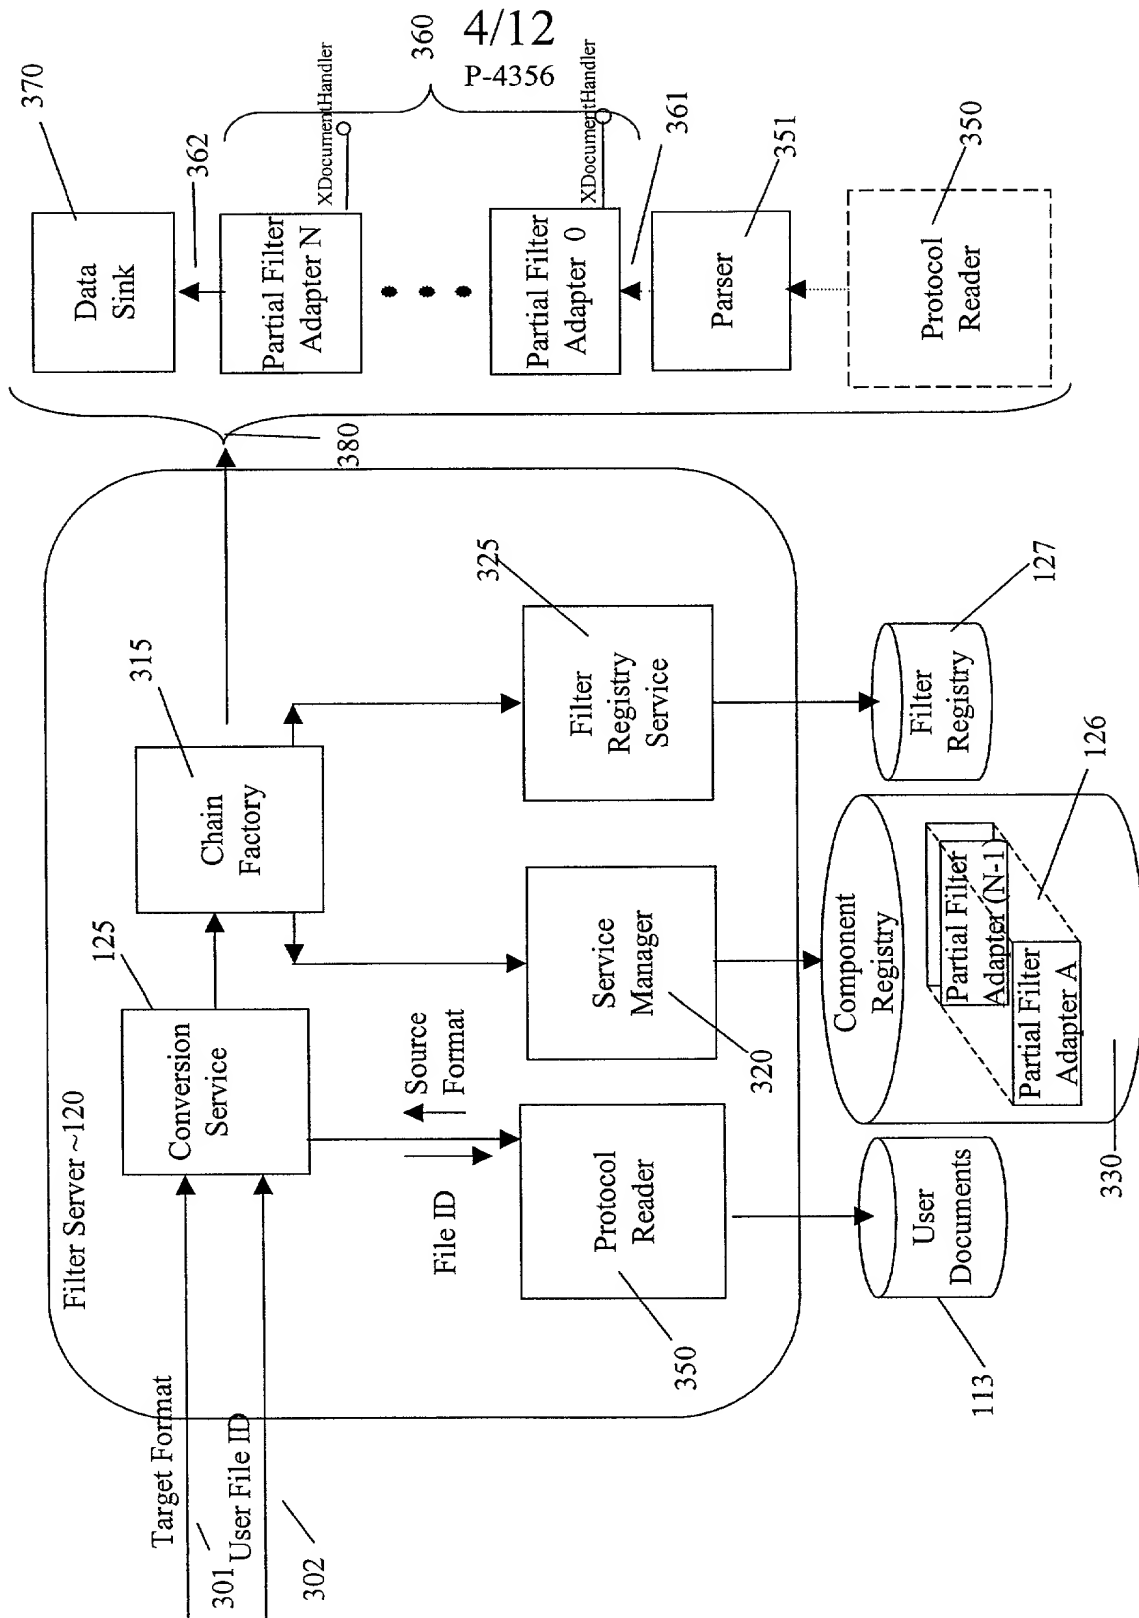 4/12
P-4356
Target Format
301
User File ID
302
Filter Server ~120
Conversion
Service
125
Chain
Factory
315
380
File ID
Source
Format
Protocol
Reader
350
Service
Manager
320
Filter
Registry
Service
325
User
Documents
113
Component
Registry
Partial Filter
Adapter (N-1)
Partial Filter
Adapter A
126
330
Filter
Registry
127
Data
Sink
370
362
Partial Filter
Adapter N
XDocumentHandler
360
Partial Filter
Adapter 0
XDocumentHandler
361
Parser
351
Protocol
Reader
350